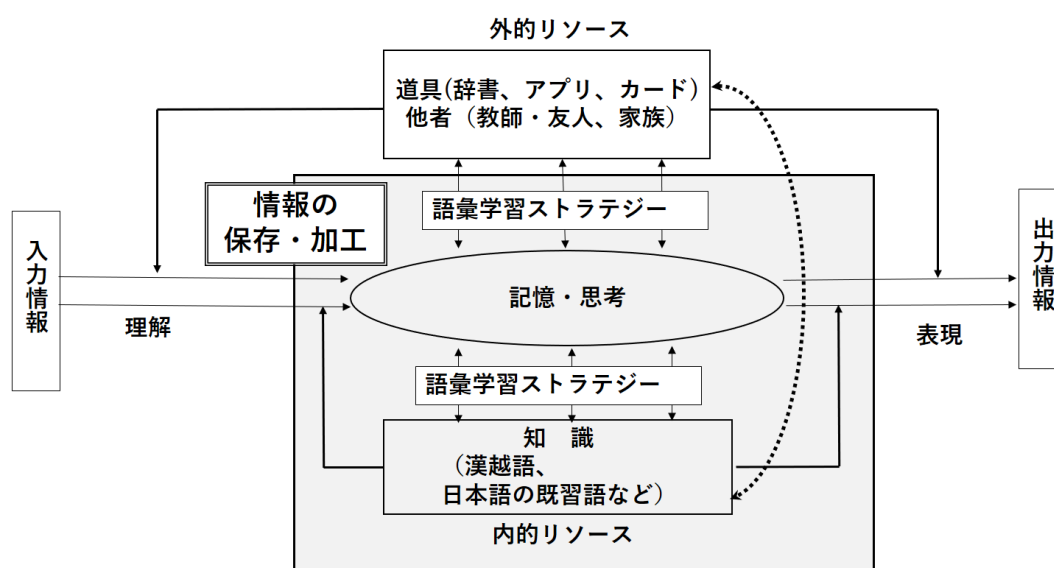 外的リソース
道具(辞書、アプリ、カード)
他者（教師・友人、家族）
情報の
保存・加工
語彙学習ストラテジー
入力情報
出力情報
記憶・思考
理解
表現
語彙学習ストラテジー
知　識
（漢越語、
日本語の既習語など）
内的リソース